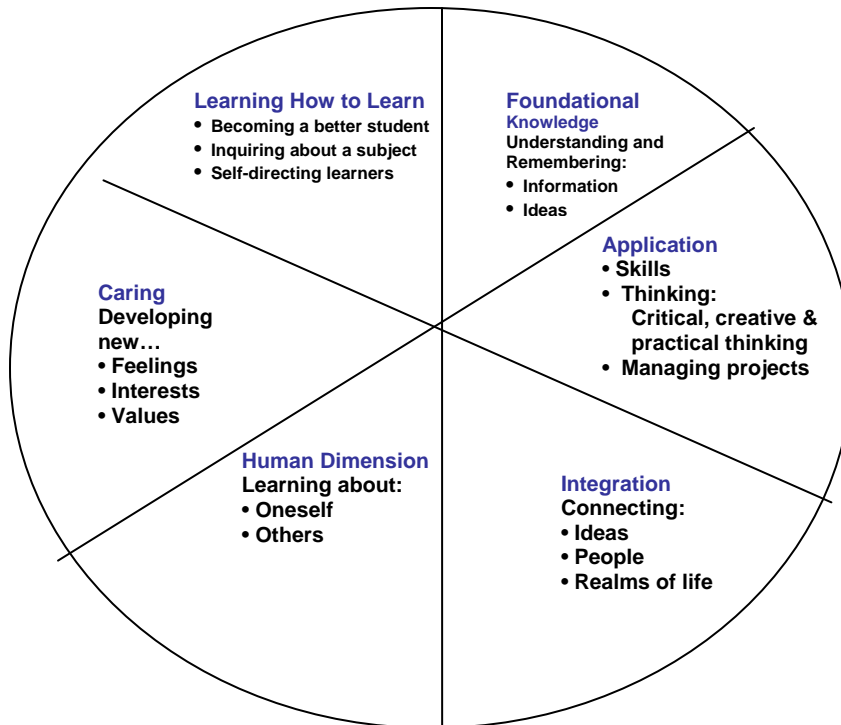 Learning How to Learn
• Becoming a better student
• Inquiring about a subject
• Self-directing learners
Foundational
Knowledge
Understanding and
Remembering:
• Information
• Ideas
Application
• Skills
• Thinking:
Critical, creative &
practical thinking
• Managing projects
Caring
Developing
new…
• Feelings
• Interests
• Values
Human Dimension
Learning about:
• Oneself
• Others
Integration
Connecting:
• Ideas
• People
• Realms of life